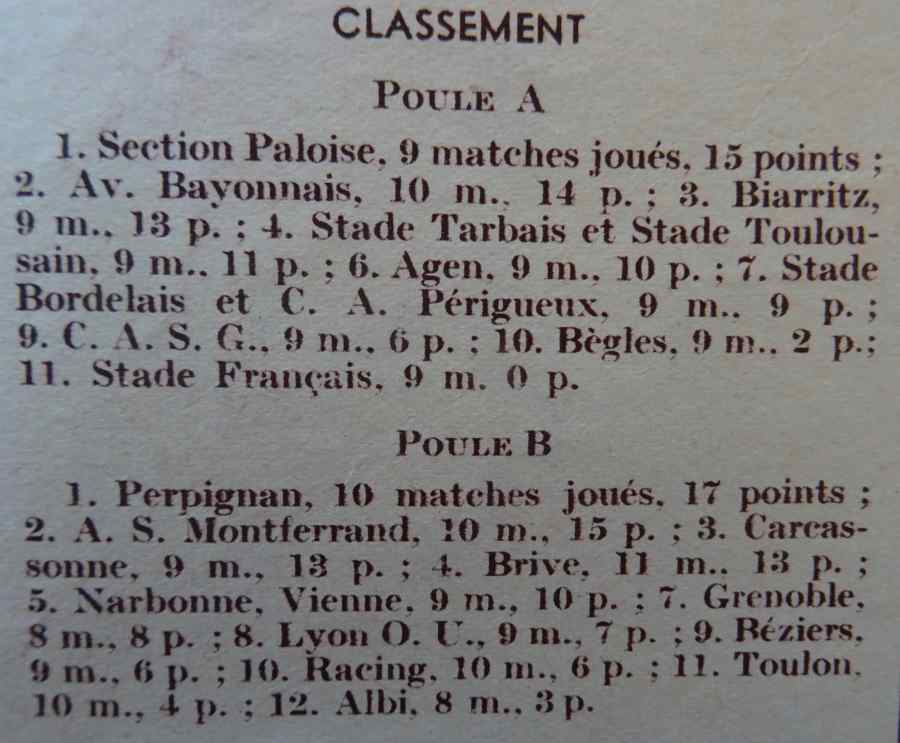 CLASSEMENT
POULE A
1. Section Paloise, 9 matches joués, 15 points ;
2. Av. Bayonnais, 10 m., 14 p. ; 3. Biarritz,
9 m., 13 p. ; 4. Stade Tarbais et Stade Toulou-
sain, 9 m., 11 p. ; 6. Agen, 9 m., 10 p. ; 7. Stade
Bordelais et C. A. Périgueux, 9 m., 9 p. ;
9. C. A. S. G., 9 m., 6 p. ; 10. Bègles, 9 m., 2 p.;
11. Stade Français, 9 m. 0 p.
POULE B
1. Perpignan, 10 matches joués, 17 points ;
2. A. S. Montferrand, 10 m., 15 p. ; 3. Carcas-
sonne, 9 m., 13 p. ; 4. Brive, 11 m., 13 p. ;
5. Narbonne, Vienne, 9 m., 10 p. ; 7. Grenoble,
8 m., 8 p. ; 8. Lyon O. U., 9 m., 7 p. ; 9. Béziers,
9 m., 6 p. ; 10. Racing, 10 m., 6 p. ; 11. Toulon,
10 m., 4 p. ; 12. Albi, 8 m., 3 p.